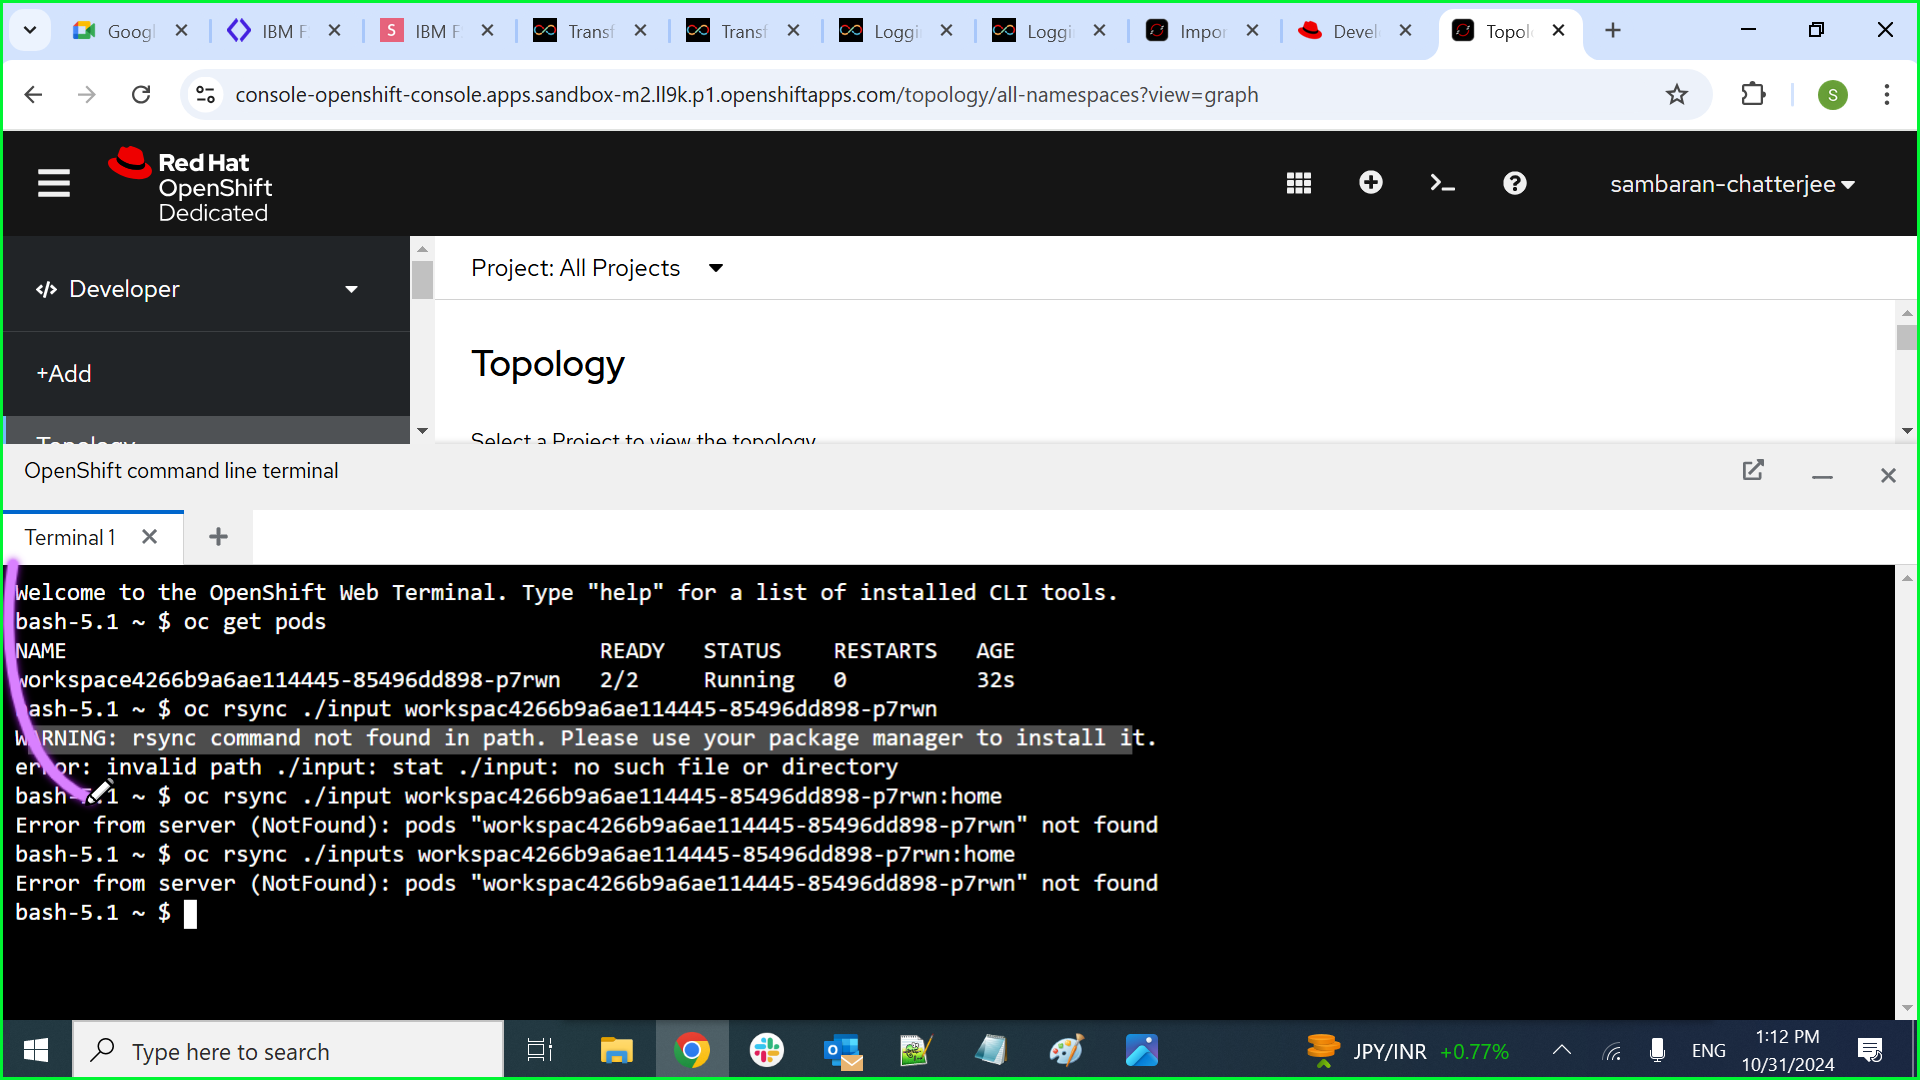 Googl
IBM F
S
IBM F
Transf
Transf
Loggi
Loggi
Impor
Devel
Topol
console-openshift-console.apps.sandbox-m2.ll9k.p1.openshiftapps.com/topology/all-namespaces?view=graph
S
Red Hat
OpenShift
Dedicated
sambaran-chatterjee
Developer
Project: All Projects
+Add
Topology
Topology
Select a Project to view the topology
OpenShift command line terminal
Terminal 1
Welcome to the OpenShift Web Terminal. Type "help" for a list of installed CLI tools.
bash-5.1 ~ $ oc get pods
NAME READY STATUS RESTARTS AGE
workspace4266b9a6ae114445-85496dd898-p7rwn 2/2 Running 0 32s
bash-5.1 ~ $ oc rsync ./input workspac4266b9a6ae114445-85496dd898-p7rwn
WARNING: rsync command not found in path. Please use your package manager to install it.
error: invalid path ./input: stat ./input: no such file or directory
bash-5.1 ~ $ oc rsync ./input workspac4266b9a6ae114445-85496dd898-p7rwn:home
Error from server (NotFound): pods "workspac4266b9a6ae114445-85496dd898-p7rwn" not found
bash-5.1 ~ $ oc rsync ./inputs workspac4266b9a6ae114445-85496dd898-p7rwn:home
Error from server (NotFound): pods "workspac4266b9a6ae114445-85496dd898-p7rwn" not found
bash-5.1 ~ $
Type here to search
JPY/INR +0.77%
ENG
1:12 PM
10/31/2024